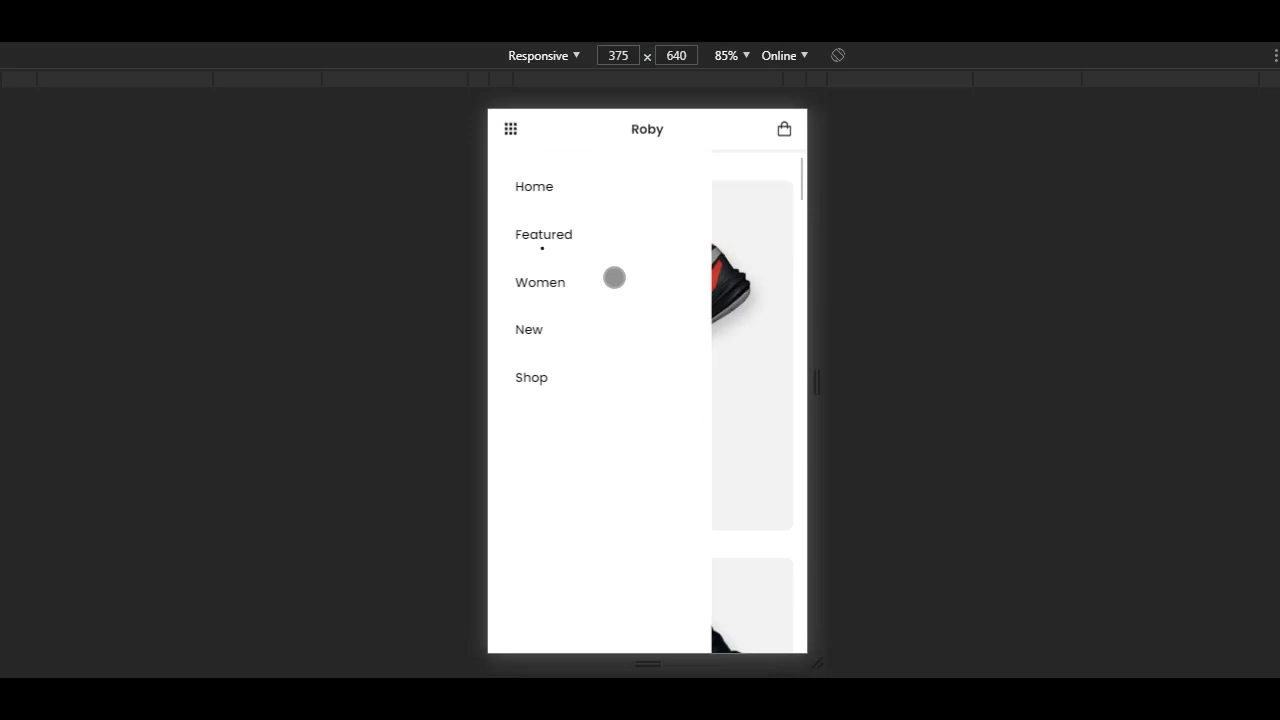 Responsive 375 × 640 85% Online
Roby
Home
Featured
Women
New
Shop